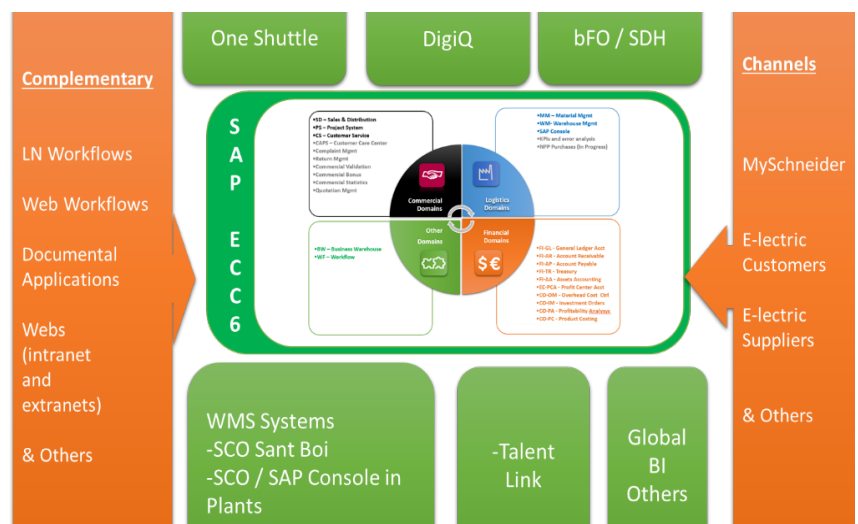 One Shuttle
DigiQ
bFO / SDH
Complementary
LN Workflows
Web Workflows
Documental
Applications
Webs
(intranet
and
extranets)
& Others
SAP ECC6
•SD – Sales & Distribution
•PS – Project System
•CS – Customer Service
•CAPS – Customer Care Center
•Complaint Mgmt
•Return Mgmt
•Commercial Validation
•Commercial Bonus
•Commercial Statistics
•Quotation Mgmt
•MM – Material Mgmt
•WM- Warehouse Mgmt
•SAP Console
•KPIs and error analysis
•NPP Purchases (In Progress)
Commercial
Domains
Logistics
Domains
Other
Domains
Financial
Domains
$€
•BW – Business Warehouse
•WF – Workflow
•FI-GL - General Ledger Acct
•FI-AR - Account Receivable
•FI-AP - Account Payable
•FI-TR - Treasury
•FI-AA - Assets Accounting
•EC-PCA - Profit Center Acct
•CO-OM - Overhead Cost Ctrl
•CO-IM - Investment Orders
•CO-PA - Profitability Analysys
•CO-PC - Product Costing
Channels
MySchneider
E-lectric
Customers
E-lectric
Suppliers
& Others
WMS Systems
-SCO Sant Boi
-SCO / SAP Console in
Plants
-Talent
Link
Global
BI
Others